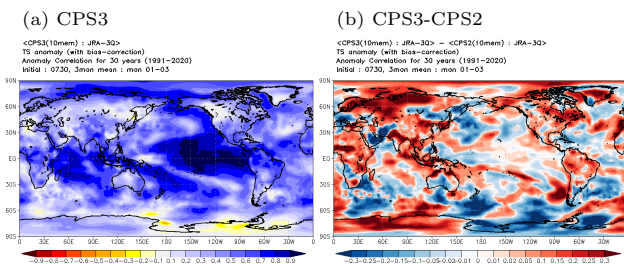 (a) CPS3
<CPS3(10mem) : JRA-3Q>
TS anomaly (with bias-correction)
Anomaly Correlation for 30 years (1991-2020)
Initial : 0730, 3mon mean : mon 01-03
90N
60N
30N
EQ
30S
60S
90S
0 30E 60E 90E 120E 150E 180 150W 120W 90W 60W 30W 0
-0.9 -0.8 -0.7 -0.6 -0.5 -0.4 -0.3 -0.2 -0.1 0.1 0.2 0.3 0.4 0.5 0.6 0.7 0.8 0.9
(b) CPS3-CPS2
<CPS3(10mem) : JRA-3Q> - <CPS2(10mem) : JRA-3Q>
TS anomaly (with bias-correction)
Anomaly Correlation for 30 years (1991-2020)
Initial : 0730, 3mon mean : mon 01-03
90N
60N
30N
EQ
30S
60S
90S
0 30E 60E 90E 120E 150E 180 150W 120W 90W 60W 30W
-0.3 -0.25 -0.2 -0.15 -0.1 -0.05 -0.02 -0.01 0 0.01 0.02 0.05 0.1 0.15 0.2 0.25 0.3